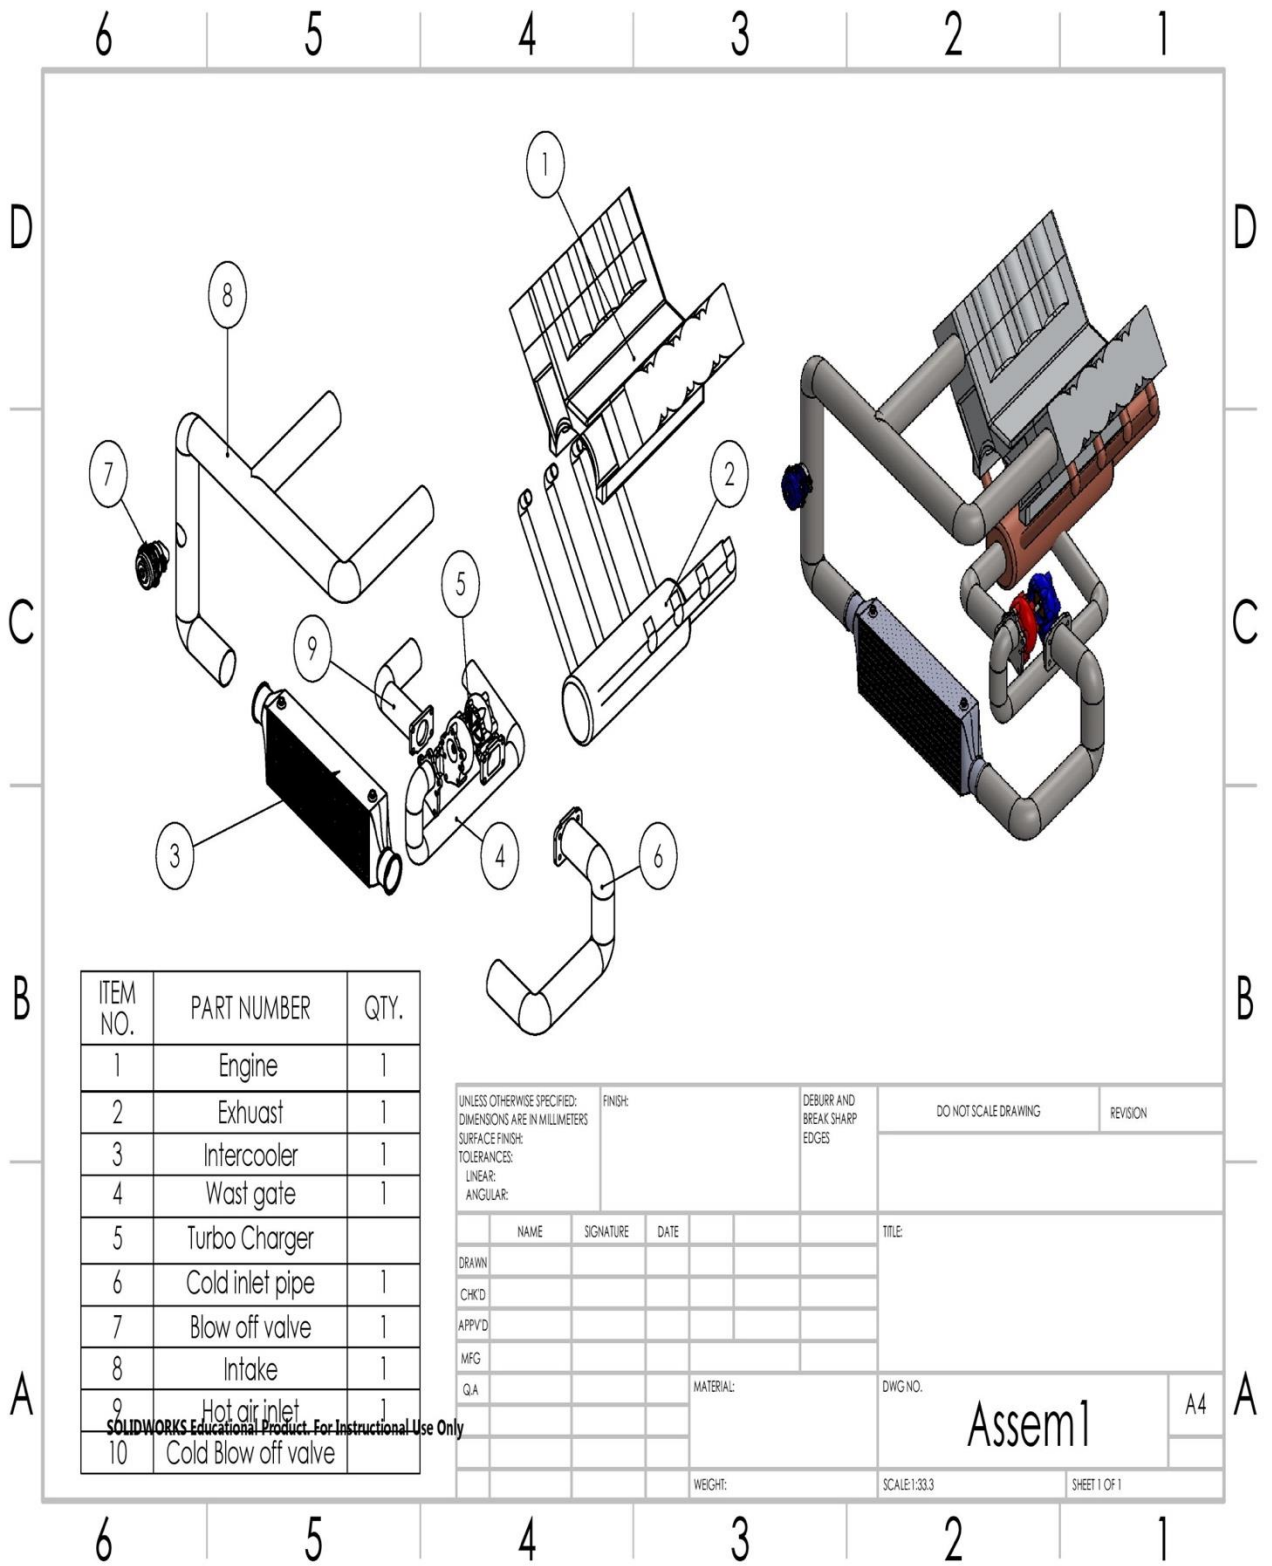 6 5 4 3 2 1
D D
1
8
7
2
5
9
C C
3
4
6
B B
ITEM NO. PART NUMBER QTY.
1 Engine 1
2 Exhuast 1
3 Intercooler 1
4 Wast gate 1
5 Turbo Charger
6 Cold inlet pipe 1
7 Blow off valve 1
8 Intake 1
9 Hot air inlet 1
SOLIDWORKS Educational Product. For Instructional Use Only
10 Cold Blow off valve
UNLESS OTHERWISE SPECIFIED:
DIMENSIONS ARE IN MILLIMETERS
SURFACE FINISH:
TOLERANCES:
LINEAR:
ANGULAR:
FINISH:
DEBURR AND
BREAK SHARP
EDGES
DO NOT SCALE DRAWING
REVISION
NAME SIGNATURE DATE
TITLE:
DRAWN
CHK'D
APPV'D
MFG
Q.A
MATERIAL:
DWG NO.
Assem1
A4
WEIGHT:
SCALE:1:33.3
SHEET 1 OF 1
A A
6 5 4 3 2 1